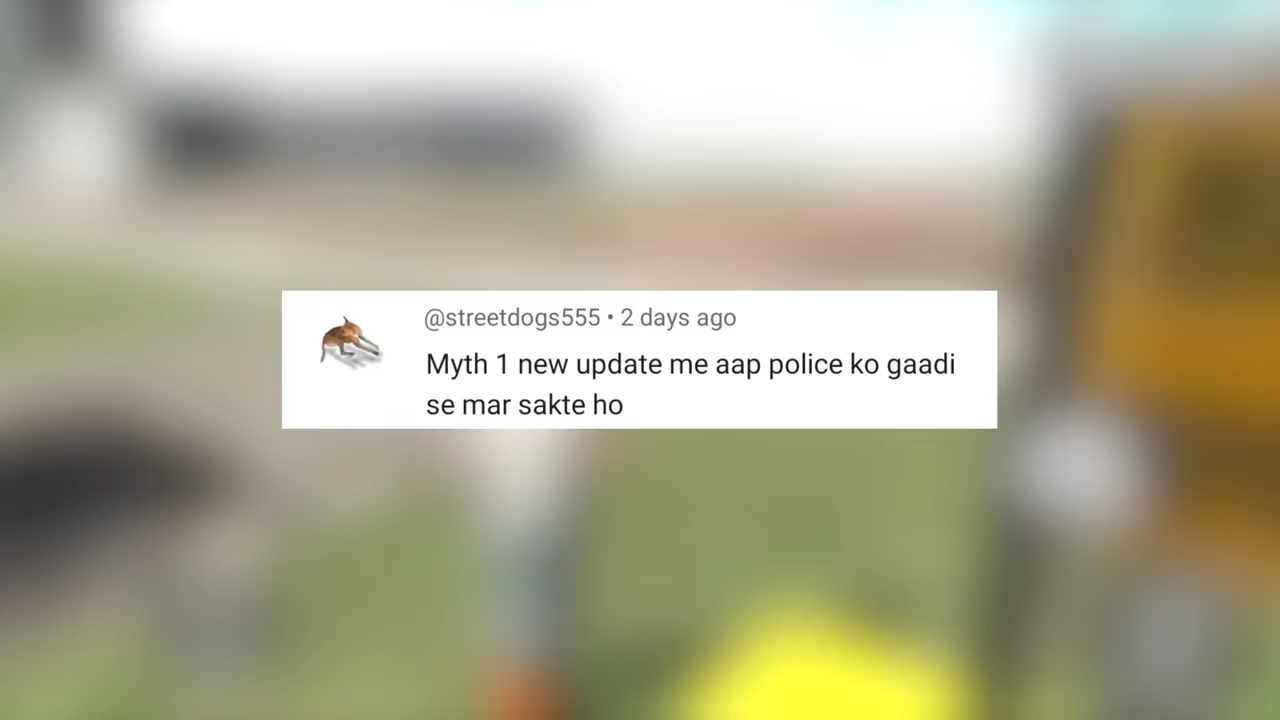 @streetdogs555 • 2 days ago
Myth 1 new update me aap police ko gaadi
se mar sakte ho